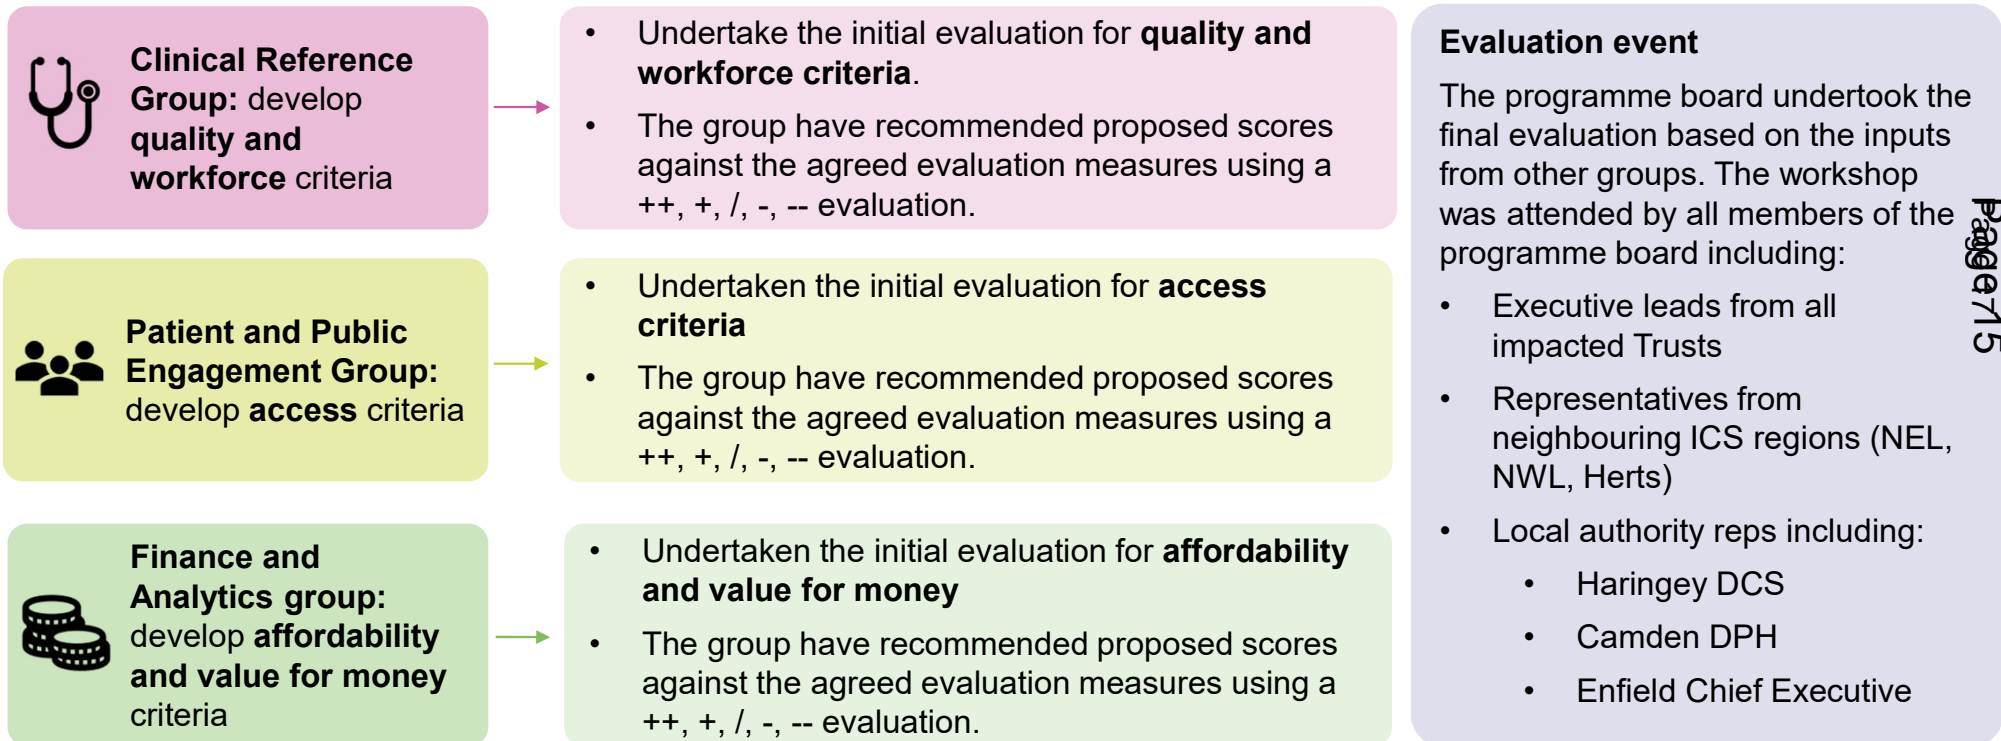 Clinical Reference
Group: develop
quality and
workforce criteria
• Undertake the initial evaluation for quality and
workforce criteria.
• The group have recommended proposed scores
against the agreed evaluation measures using a
++, +, /, -, -- evaluation.
Patient and Public
Engagement Group:
develop access criteria
• Undertaken the initial evaluation for access
criteria
• The group have recommended proposed scores
against the agreed evaluation measures using a
++, +, /, -, -- evaluation.
Finance and
Analytics group:
develop affordability
and value for money
criteria
• Undertaken the initial evaluation for affordability
and value for money
• The group have recommended proposed scores
against the agreed evaluation measures using a
++, +, /, -, -- evaluation.
Evaluation event
The programme board undertook the
final evaluation based on the inputs
from other groups. The workshop
was attended by all members of the
programme board including:
• Executive leads from all
impacted Trusts
• Representatives from
neighbouring ICS regions (NEL,
NWL, Herts)
• Local authority reps including:
• Haringey DCS
• Camden DPH
• Enfield Chief Executive